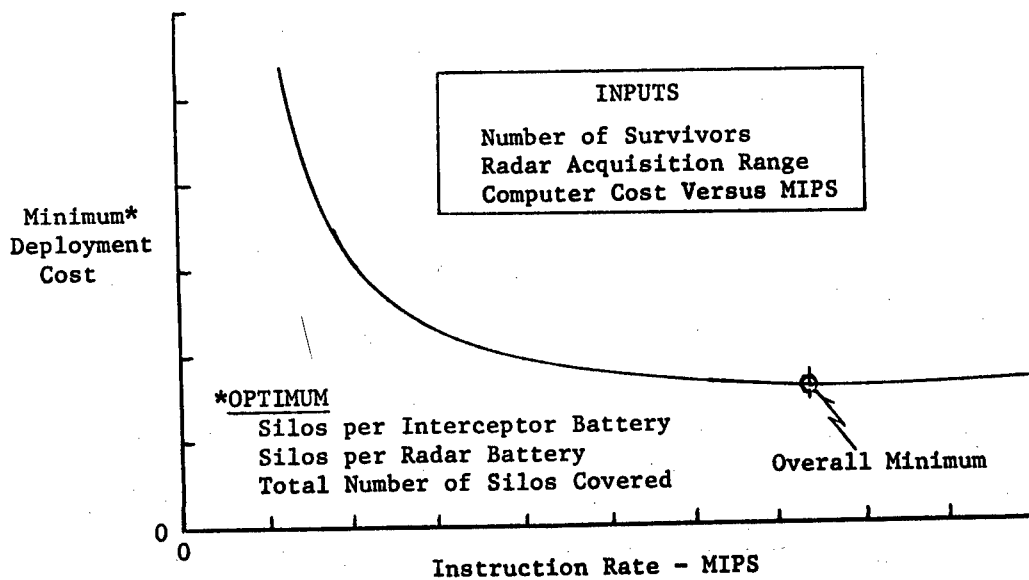 INPUTS
Number of Survivors
Radar Acquisition Range
Computer Cost Versus MIPS
Minimum*
Deployment
Cost
*OPTIMUM
Silos per Interceptor Battery
Silos per Radar Battery
Total Number of Silos Covered
Overall Minimum
0
0
Instruction Rate - MIPS